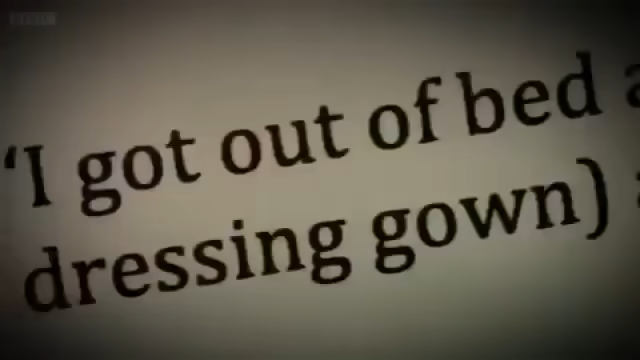 'I got out of bed a
dressing gown) a